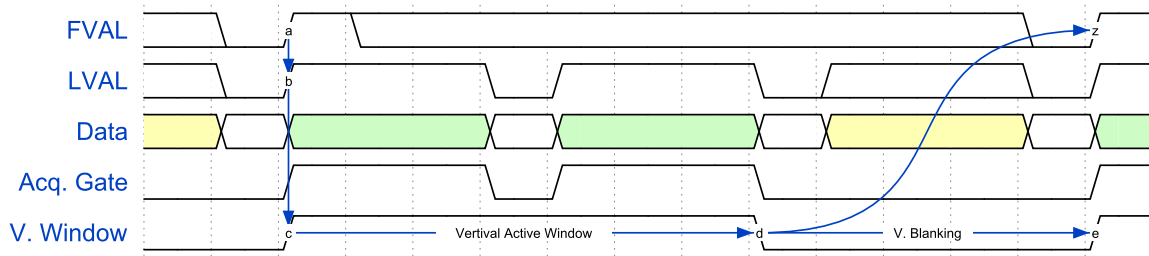 FVAL
a
z
LVAL
b
Data
Acq. Gate
V. Window
c
Vertival Active Window
d
V. Blanking
e